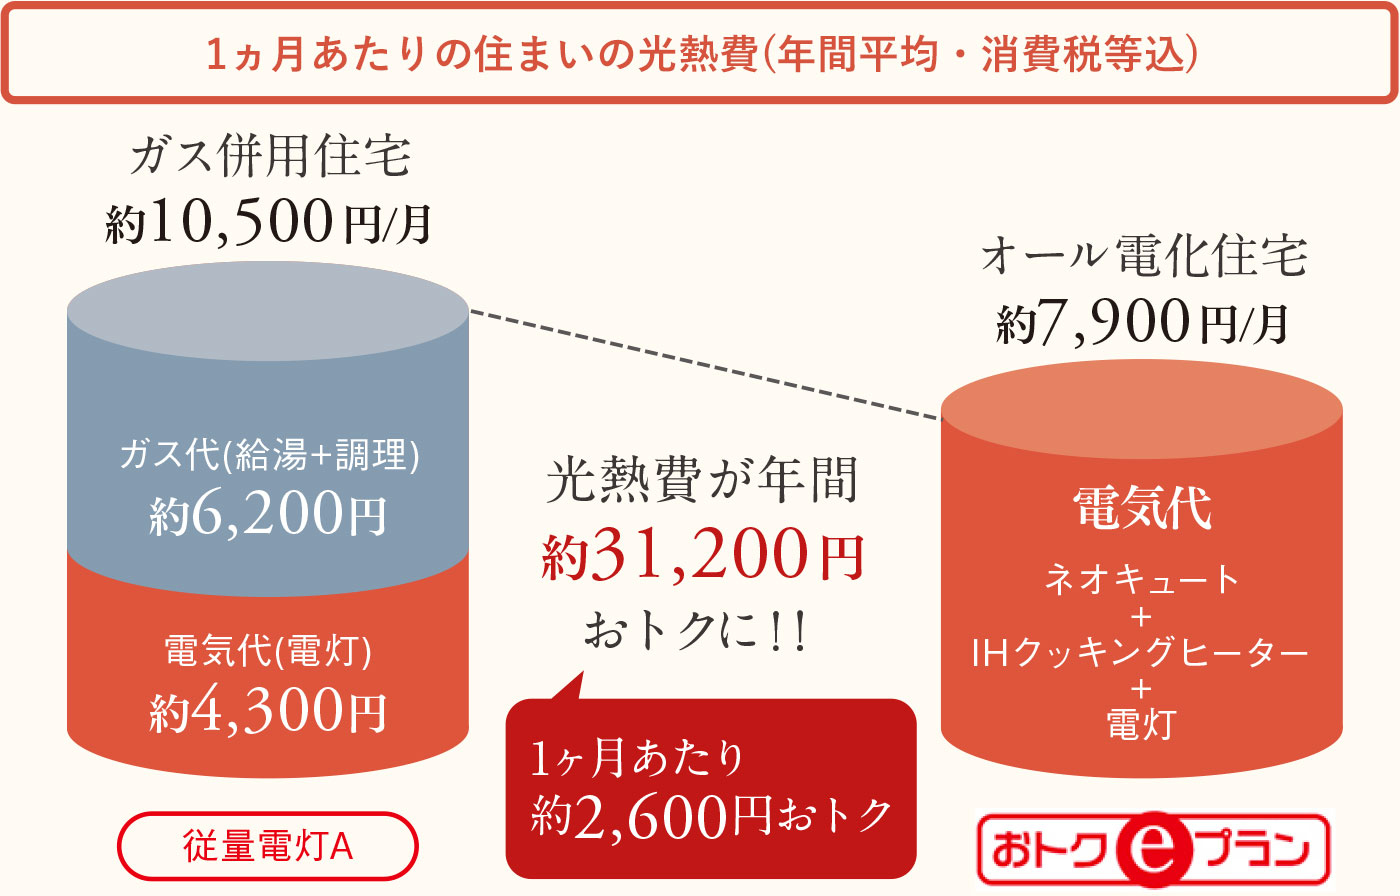 1ヵ月あたりの住まいの光熱費(年間平均・消費税等込)
ガス併用住宅
約10,500円/月
ガス代(給湯+調理)
約6,200円
電気代(電灯)
約4,300円
従量電灯A
光熱費が年間
約31,200円
おトクに!!
1ヶ月あたり
約2,600円おトク
オール電化住宅
約7,900円/月
電気代
ネオキュート
+
IHクッキングヒーター
+
電灯
おトクeプラン